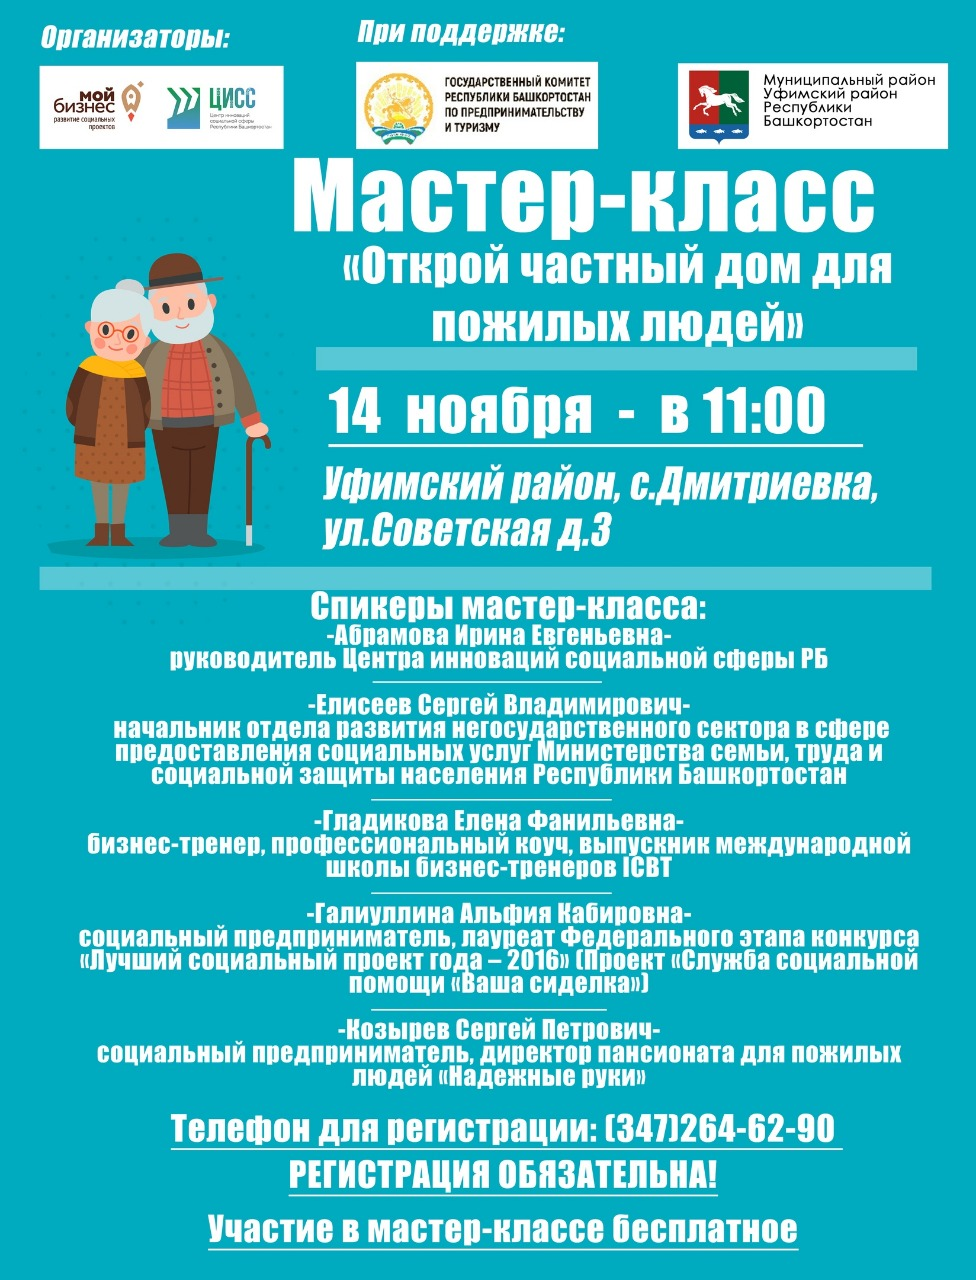 Организаторы:
При поддержке:
мой
бизнес
развитие социальных
проектов
ЦИСС
Центр инноваций
социальной сферы
Республики Башкортостан
ГОСУДАРСТВЕННЫЙ КОМИТЕТ
РЕСПУБЛИКИ БАШКОРТОСТАН
ПО ПРЕДПРИНИМАТЕЛЬСТВУ
И ТУРИЗМУ
Муниципальный район
Уфимский район
Республики
Башкортостан
Мастер-класс
«Открой частный дом для
пожилых людей»
14 ноября - в 11:00
Уфимский район, с.Дмитриевка,
ул.Советская д.3
Спикеры мастер-класса:
-Абрамова Ирина Евгеньевна-
руководитель Центра инноваций социальной сферы РБ
-Елисеев Сергей Владимирович-
начальник отдела развития негосударственного сектора в сфере
предоставления социальных услуг Министерства семьи, труда и
социальной защиты населения Республики Башкортостан
-Гладикова Елена Фанильевна-
бизнес-тренер, профессиональный коуч, выпускник международной
школы бизнес-тренеров ICBT
-Галиуллина Альфия Кабировна-
социальный предприниматель, лауреат Федерального этапа конкурса
«Лучший социальный проект года – 2016» (Проект «Служба социальной
помощи «Ваша сиделка»)
-Козырев Сергей Петрович-
социальный предприниматель, директор пансионата для пожилых
людей «Надежные руки»
Телефон для регистрации: (347)264-62-90
РЕГИСТРАЦИЯ ОБЯЗАТЕЛЬНА!
Участие в мастер-классе бесплатное